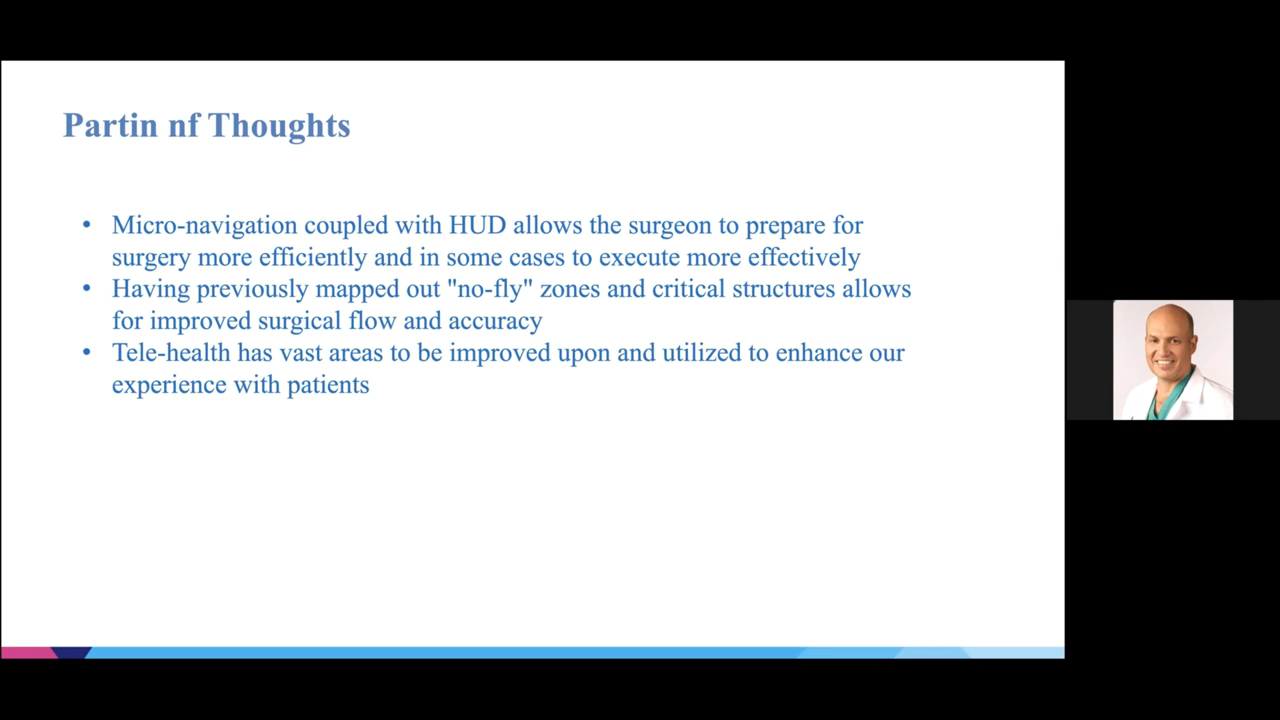 Partin nf Thoughts
• Micro-navigation coupled with HUD allows the surgeon to prepare for
surgery more efficiently and in some cases to execute more effectively
• Having previously mapped out "no-fly" zones and critical structures allows
for improved surgical flow and accuracy
• Tele-health has vast areas to be improved upon and utilized to enhance our
experience with patients